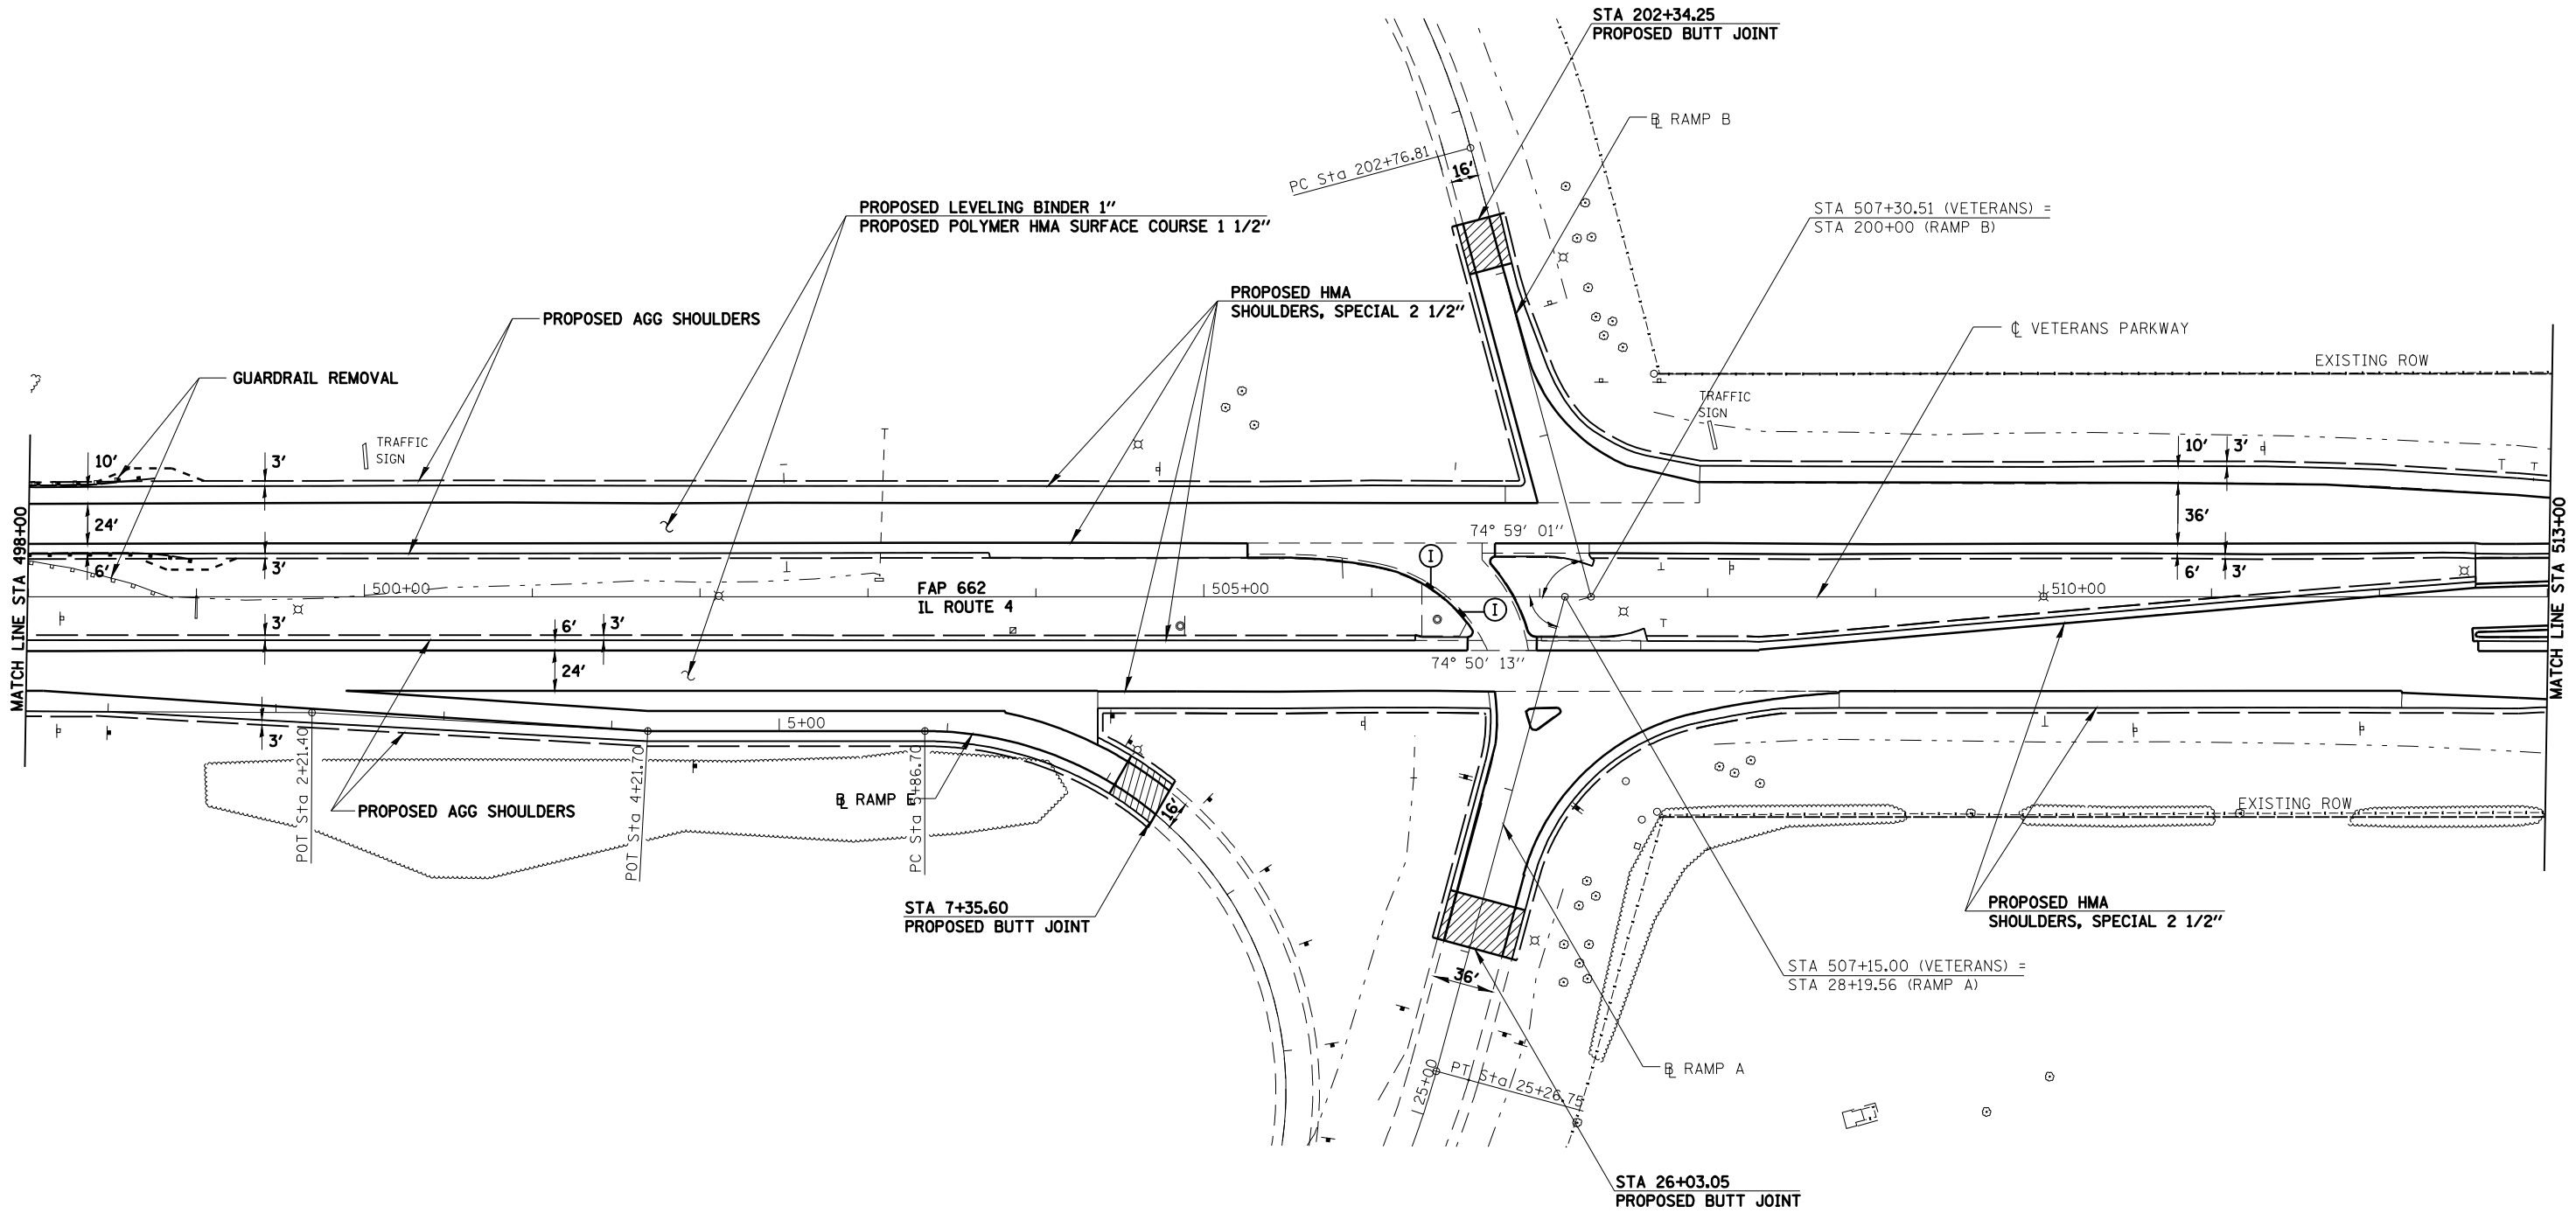 STA 202+34.25
PROPOSED BUTT JOINT
℄ RAMP B
PC Sta 202+76.81
16'
PROPOSED LEVELING BINDER 1"
PROPOSED POLYMER HMA SURFACE COURSE 1 1/2"
STA 507+30.51 (VETERANS) =
STA 200+00 (RAMP B)
PROPOSED HMA
SHOULDERS, SPECIAL 2 1/2"
PROPOSED AGG SHOULDERS
℄ VETERANS PARKWAY
EXISTING ROW
GUARDRAIL REMOVAL
TRAFFIC
SIGN
TRAFFIC
SIGN
10'
3'
10'
3'
24'
36'
74° 59' 01"
MATCH LINE STA 498+00
MATCH LINE STA 513+00
6'
3'
I
6'
3'
500+00
FAP 662
IL ROUTE 4
505+00
I
510+00
3'
6'
3'
24'
74° 50' 13"
3'
5+00
POT Sta 2+21.40
POT Sta 4+21.70
PC Sta 5+86.70
PROPOSED AGG SHOULDERS
℄ RAMP E
16'
EXISTING ROW
STA 7+35.60
PROPOSED BUTT JOINT
PROPOSED HMA
SHOULDERS, SPECIAL 2 1/2"
36'
STA 507+15.00 (VETERANS) =
STA 28+19.56 (RAMP A)
25+00
PT Sta 25+26.75
℄ RAMP A
STA 26+03.05
PROPOSED BUTT JOINT